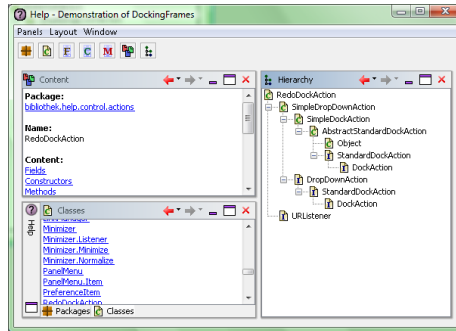 Help - Demonstration of DockingFrames
Panels Layout Window
F C M
Content
Package:
bibliothek.help.control.actions
Name:
RedoDockAction
Content:
Fields
Constructors
Methods
Hierarchy
RedoDockAction
SimpleDropDownAction
SimpleDockAction
AbstractStandardDockAction
Object
StandardDockAction
DockAction
DropDownAction
StandardDockAction
DockAction
URListener
Help
Classes
Minimizer
Minimizer.Listener
Minimizer.Minimize
Minimizer.Normalize
PanelMenu
PanelMenu.Item
PreferenceItem
RedoDockAction
Packages Classes